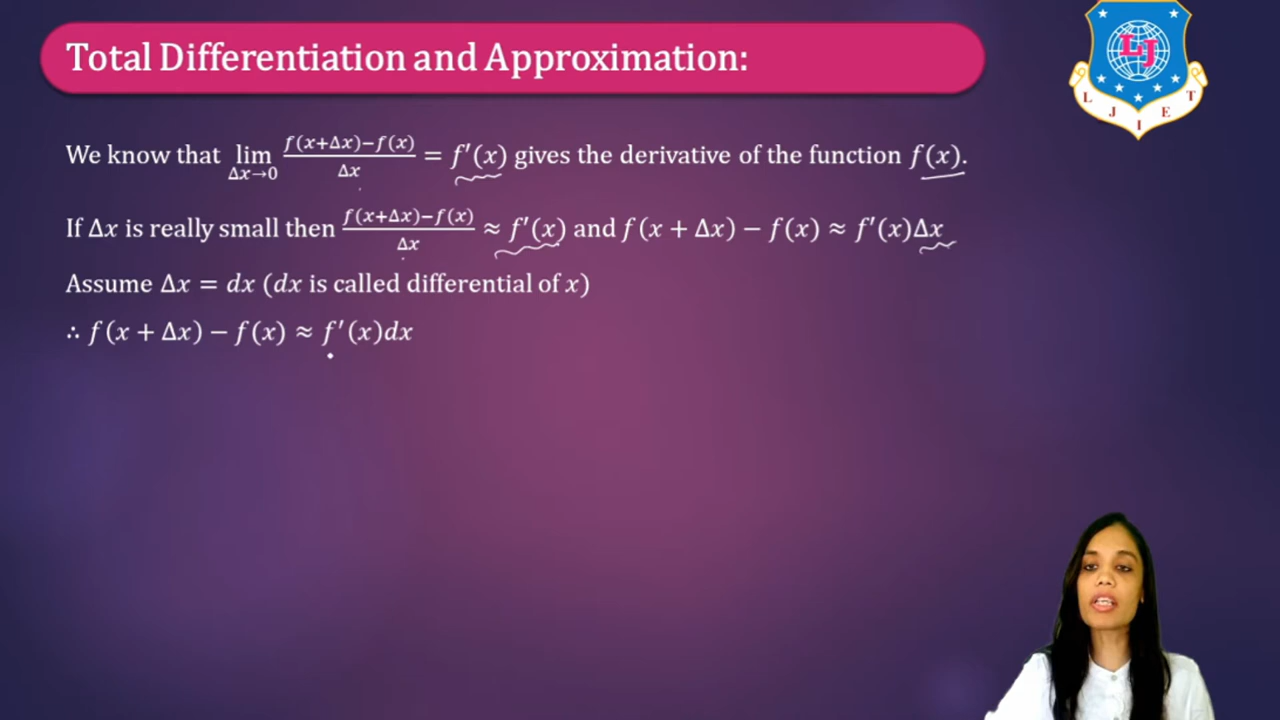 Total Differentiation and Approximation:
We know that lim Δx→0 f(x+Δx)−f(x) / Δx = f′(x) gives the derivative of the function f(x).
If Δx is really small then f(x+Δx)−f(x) / Δx ≈ f′(x) and f(x + Δx) − f(x) ≈ f′(x)Δx
Assume Δx = dx (dx is called differential of x)
∴ f(x + Δx) − f(x) ≈ f′(x)dx
LJ
L J I E T